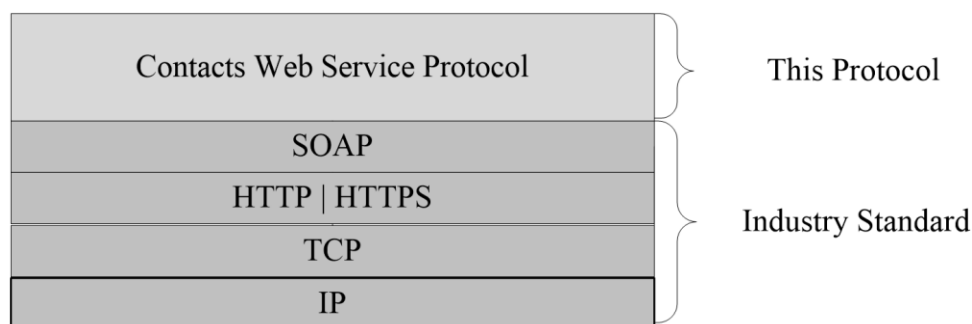 Contacts Web Service Protocol
This Protocol
SOAP
HTTP | HTTPS
Industry Standard
TCP
IP